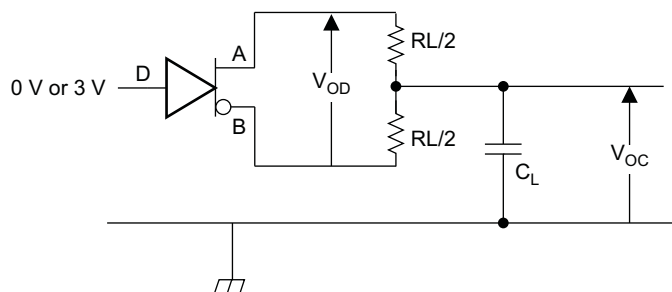 A
RL/2
0 V or 3 V
D
V_OD
B
RL/2
C_L
V_OC